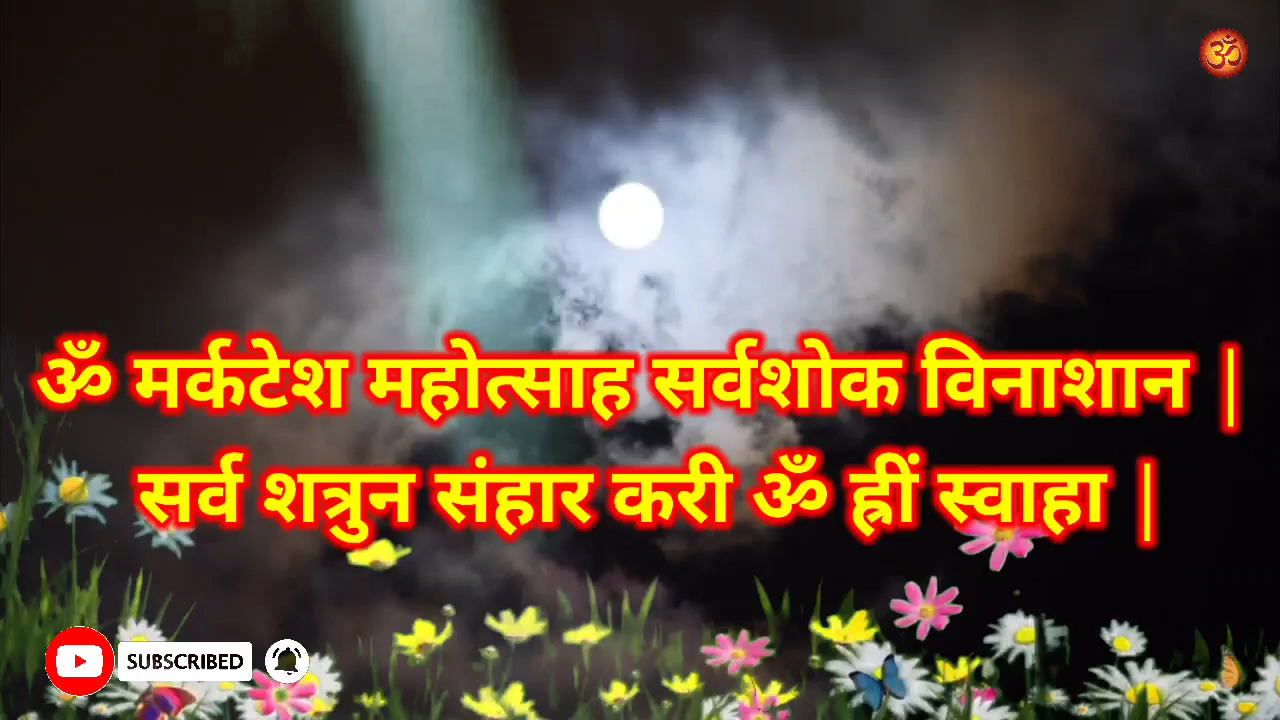 ॐ
ॐ मर्कटेश महोत्साह सर्वशोक विनाशान |
सर्व शत्रुन संहार करी ॐ ह्रीं स्वाहा |
SUBSCRIBED